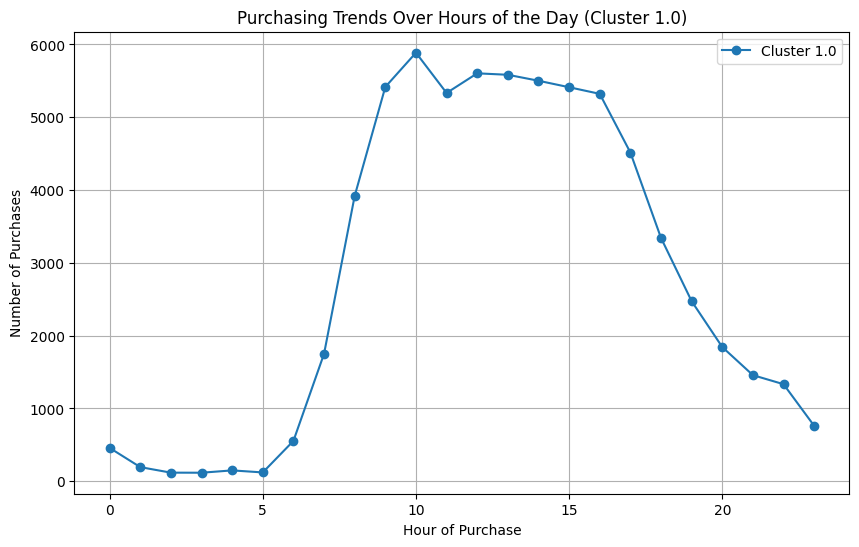 Purchasing Trends Over Hours of the Day (Cluster 1.0)
Cluster 1.0
6000
5000
4000
3000
2000
1000
0
Number of Purchases
0 5 10 15 20
Hour of Purchase